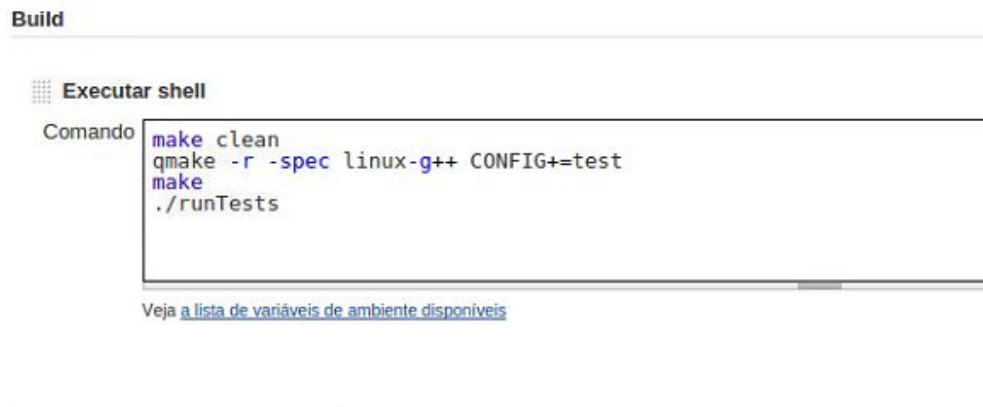 Build
Executar shell
Comando
make clean
qmake -r -spec linux-g++ CONFIG+=test
make
./runTests
Veja a lista de variáveis de ambiente disponíveis